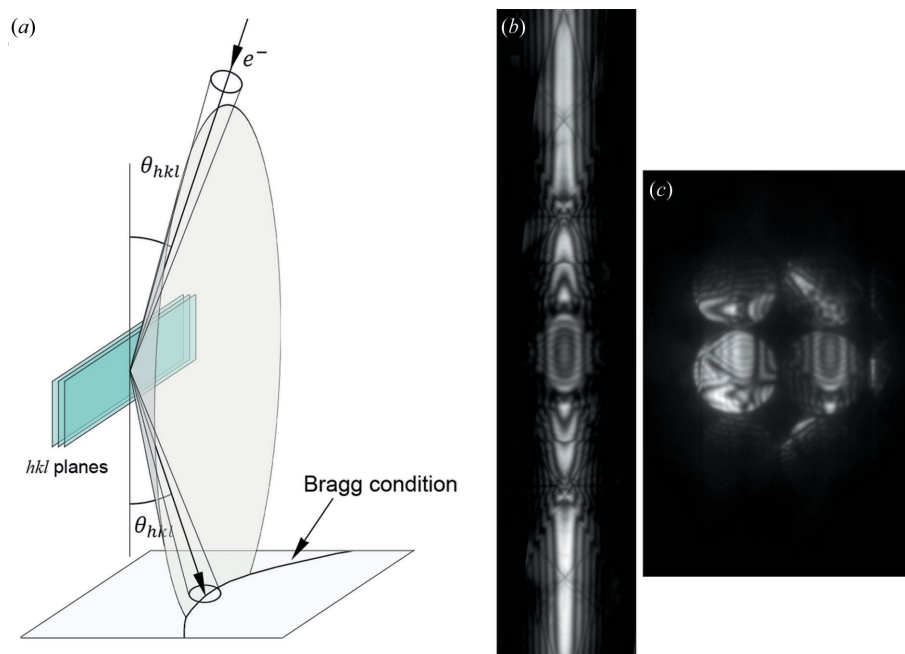 (a)
e⁻
θhkl
hkl planes
θhkl
Bragg condition
(b)
(c)